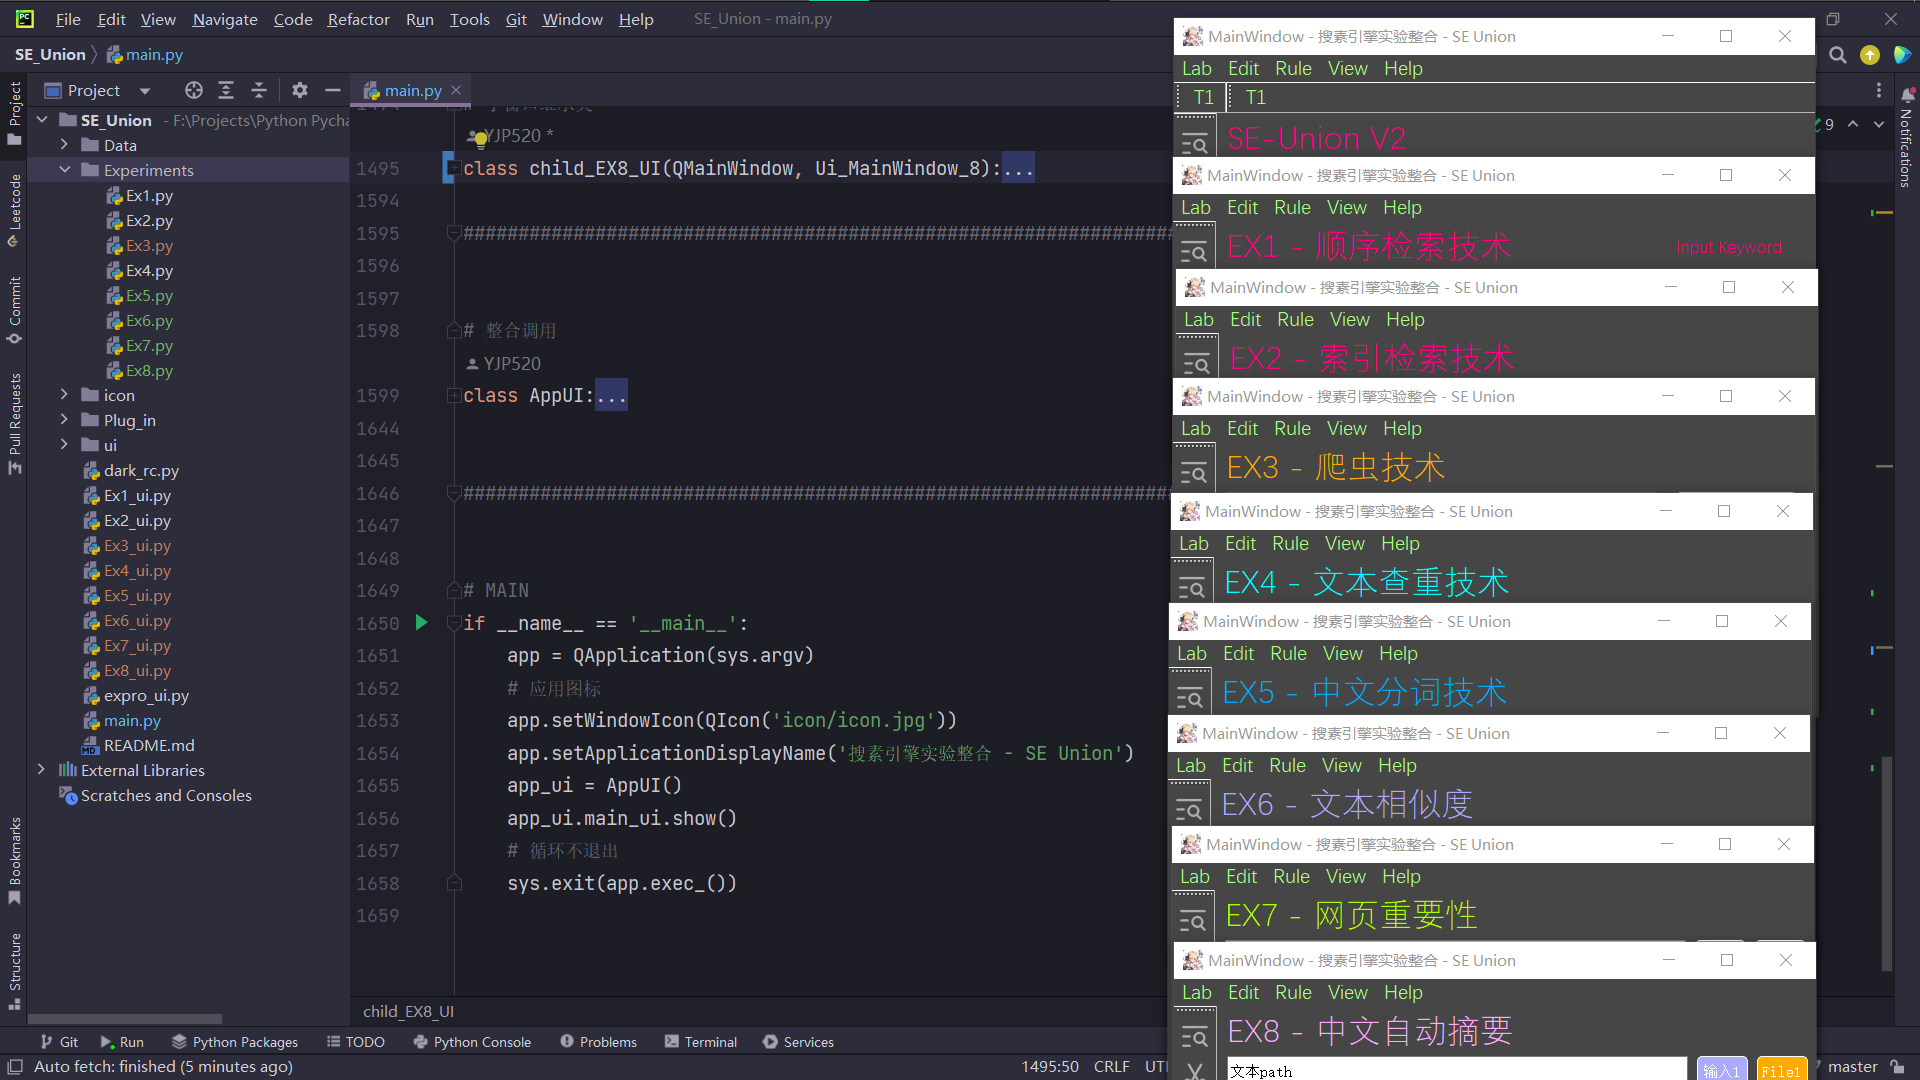 File Edit View Navigate Code Refactor Run Tools Git Window Help SE_Union - main.py
SE_Union main.py
Project
main.py
Project
Leetcode
Commit
Pull Requests
Bookmarks
Structure
SE_Union - F:\Projects\Python Pycha
Data
Experiments
Ex1.py
Ex2.py
Ex3.py
Ex4.py
Ex5.py
Ex6.py
Ex7.py
Ex8.py
icon
Plug_in
ui
dark_rc.py
Ex1_ui.py
Ex2_ui.py
Ex3_ui.py
Ex4_ui.py
Ex5_ui.py
Ex6_ui.py
Ex7_ui.py
Ex8_ui.py
expro_ui.py
main.py
README.md
External Libraries
Scratches and Consoles
YJP520 *
1495 class child_EX8_UI(QMainWindow, Ui_MainWindow_8):...
1594
1595 ################################################################
1596
1597
1598 # 整合调用
YJP520
1599 class AppUI:...
1644
1645
1646 ################################################################
1647
1648
1649 # MAIN
1650 if __name__ == '__main__':
1651 app = QApplication(sys.argv)
1652 # 应用图标
1653 app.setWindowIcon(QIcon('icon/icon.jpg'))
1654 app.setApplicationDisplayName('搜素引擎实验整合 - SE Union')
1655 app_ui = AppUI()
1656 app_ui.main_ui.show()
1657 # 循环不退出
1658 sys.exit(app.exec_())
1659
child_EX8_UI
MainWindow - 搜素引擎实验整合 - SE Union
Lab Edit Rule View Help
T1 T1
SE-Union V2
MainWindow - 搜素引擎实验整合 - SE Union
Lab Edit Rule View Help
EX1 - 顺序检索技术 Input Keyword
MainWindow - 搜素引擎实验整合 - SE Union
Lab Edit Rule View Help
EX2 - 索引检索技术
MainWindow - 搜素引擎实验整合 - SE Union
Lab Edit Rule View Help
EX3 - 爬虫技术
MainWindow - 搜素引擎实验整合 - SE Union
Lab Edit Rule View Help
EX4 - 文本查重技术
MainWindow - 搜素引擎实验整合 - SE Union
Lab Edit Rule View Help
EX5 - 中文分词技术
MainWindow - 搜素引擎实验整合 - SE Union
Lab Edit Rule View Help
EX6 - 文本相似度
MainWindow - 搜素引擎实验整合 - SE Union
Lab Edit Rule View Help
EX7 - 网页重要性
MainWindow - 搜素引擎实验整合 - SE Union
Lab Edit Rule View Help
EX8 - 中文自动摘要
文本path 输入1 File1
9
Notifications
Git Run Python Packages TODO Python Console Problems Terminal Services
Auto fetch: finished (5 minutes ago) 1495:50 CRLF UT master